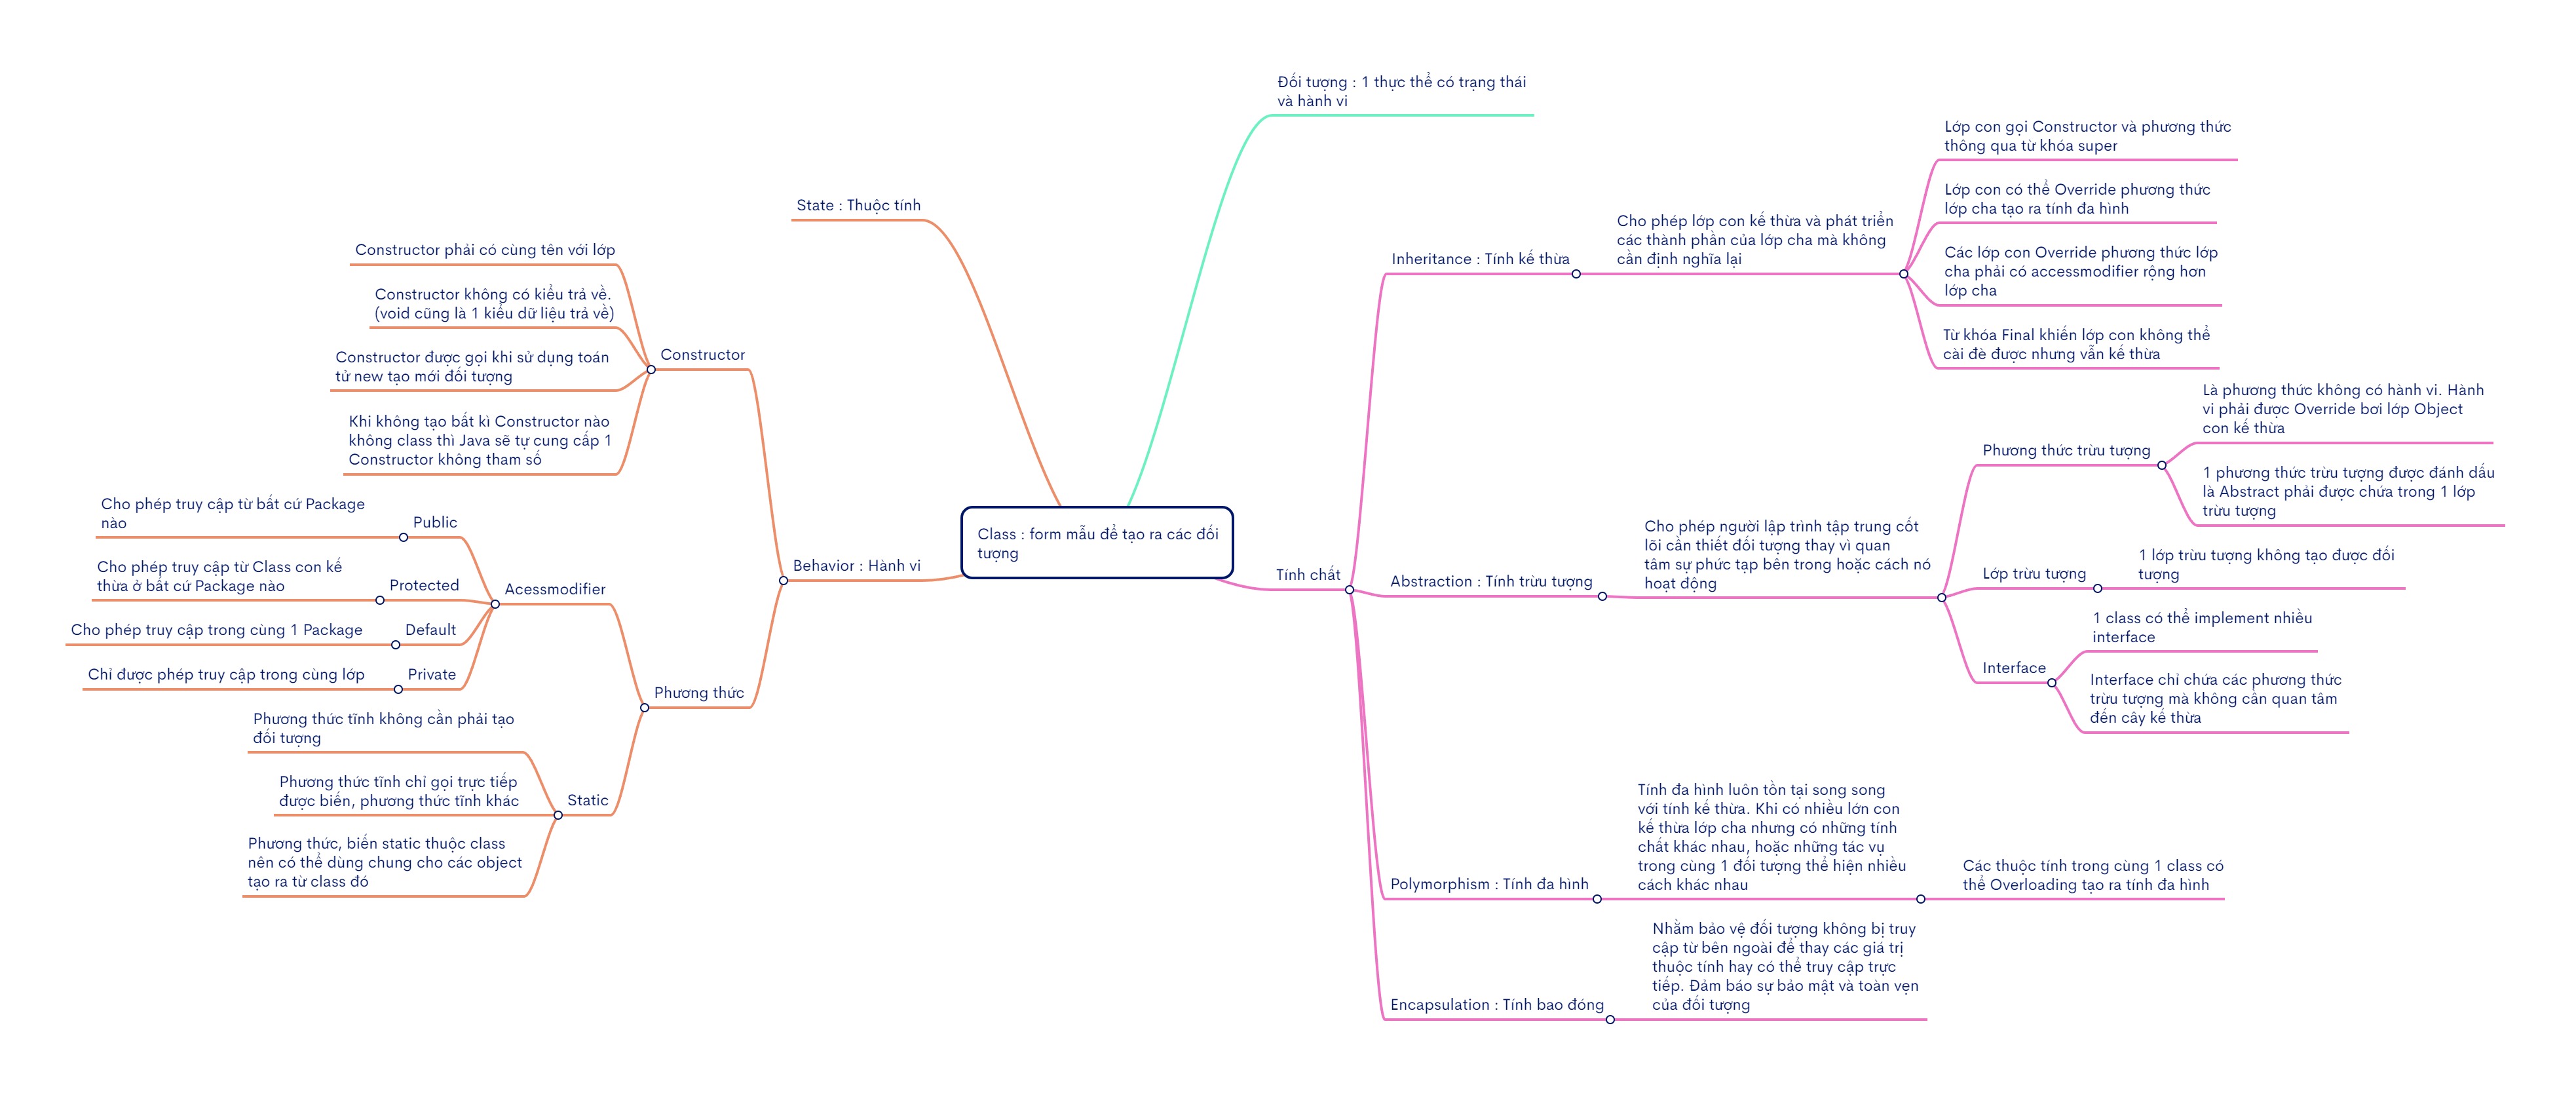 Đối tượng : 1 thực thể có trạng thái
và hành vi
State : Thuộc tính
Constructor phải có cùng tên với lớp
Constructor không có kiểu trả về.
(void cũng là 1 kiểu dữ liệu trả về)
Constructor
Constructor được gọi khi sử dụng toán
tử new tạo mới đối tượng
Khi không tạo bất kì Constructor nào
không class thì Java sẽ tự cung cấp 1
Constructor không tham số
Cho phép truy cập từ bất cứ Package
nào
Public
Cho phép truy cập từ Class con kế
thừa ở bất cứ Package nào
Protected
Acessmodifier
Cho phép truy cập trong cùng 1 Package
Default
Chỉ được phép truy cập trong cùng lớp
Private
Behavior : Hành vi
Phương thức
Phương thức tĩnh không cần phải tạo
đối tượng
Phương thức tĩnh chỉ gọi trực tiếp
được biến, phương thức tĩnh khác
Static
Phương thức, biến static thuộc class
nên có thể dùng chung cho các object
tạo ra từ class đó
Class : form mẫu để tạo ra các đối
tượng
Tính chất
Inheritance : Tính kế thừa
Cho phép lớp con kế thừa và phát triển
các thành phần của lớp cha mà không
cần định nghĩa lại
Lớp con gọi Constructor và phương thức
thông qua từ khóa super
Lớp con có thể Override phương thức
lớp cha tạo ra tính đa hình
Các lớp con Override phương thức lớp
cha phải có accessmodifier rộng hơn
lớp cha
Từ khóa Final khiến lớp con không thể
cài đè được nhưng vẫn kế thừa
Abstraction : Tính trừu tượng
Cho phép người lập trình tập trung cốt
lõi cần thiết đối tượng thay vì quan
tâm sự phức tạp bên trong hoặc cách nó
hoạt động
Phương thức trừu tượng
Là phương thức không có hành vi. Hành
vi phải được Override bơi lớp Object
con kế thừa
1 phương thức trừu tượng được đánh dấu
là Abstract phải được chứa trong 1 lớp
trừu tượng
Lớp trừu tượng
1 lớp trừu tượng không tạo được đối
tượng
Interface
1 class có thể implement nhiều
interface
Interface chỉ chứa các phương thức
trừu tượng mà không cần quan tâm
đến cây kế thừa
Polymorphism : Tính đa hình
Tính đa hình luôn tồn tại song song
với tính kế thừa. Khi có nhiều lớn con
kế thừa lớp cha nhưng có những tính
chất khác nhau, hoặc những tác vụ
trong cùng 1 đối tượng thể hiện nhiều
cách khác nhau
Các thuộc tính trong cùng 1 class có
thể Overloading tạo ra tính đa hình
Encapsulation : Tính bao đóng
Nhằm bảo vệ đối tượng không bị truy
cập từ bên ngoài để thay các giá trị
thuộc tính hay có thể truy cập trực
tiếp. Đảm báo sự bảo mật và toàn vẹn
của đối tượng